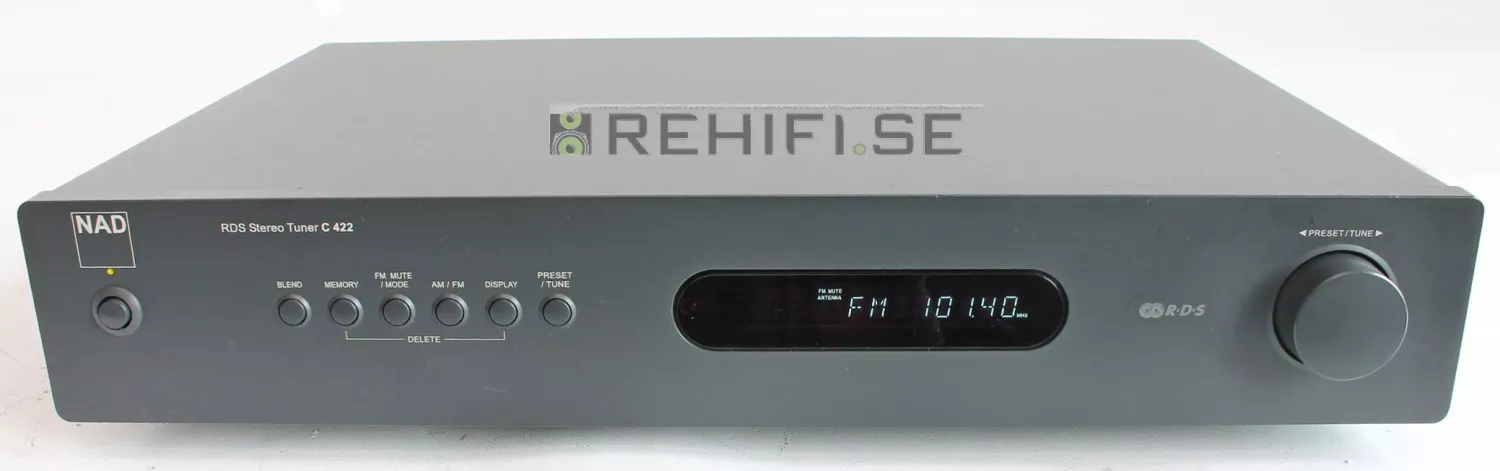 REHIFI.SE
NAD
RDS Stereo Tuner C 422
◄ PRESET/TUNE ►
BLEND
MEMORY
FM MUTE
/ MODE
AM / FM
DISPLAY
PRESET
/ TUNE
DELETE
FM MUTE
ANTENNA
FM 101.40 MHz
R·D·S